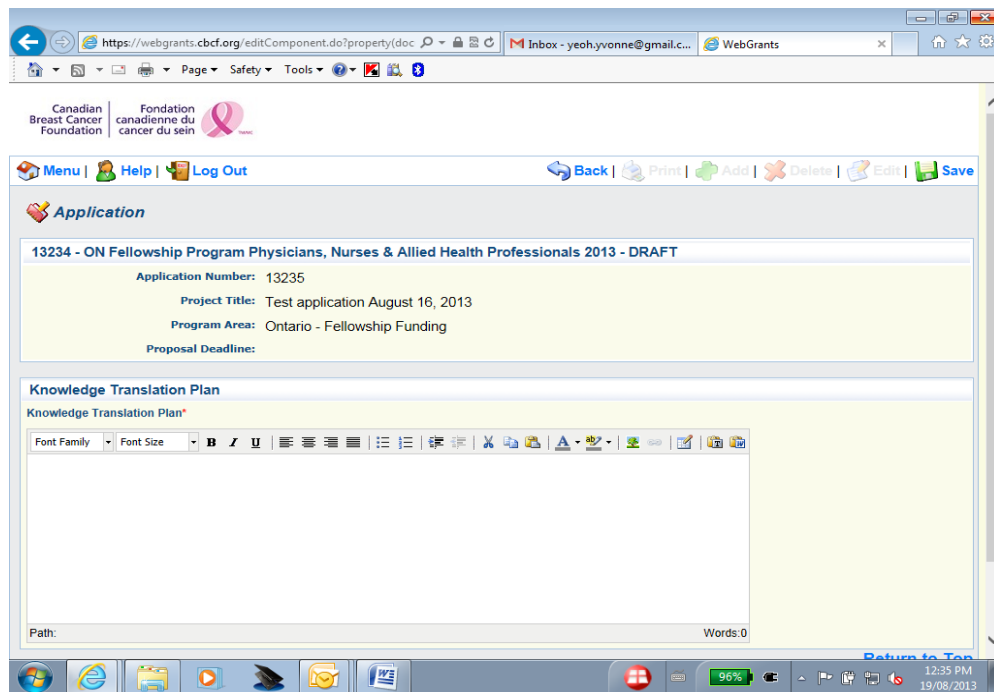 https://webgrants.cbcf.org/editComponent.do?property(doc
M Inbox - yeoh.yvonne@gmail.c...
WebGrants
Page Safety Tools
Canadian Breast Cancer Foundation
Fondation canadienne du cancer du sein
Menu | Help | Log Out
Back | Print | Add | Delete | Edit | Save
Application
13234 - ON Fellowship Program Physicians, Nurses & Allied Health Professionals 2013 - DRAFT
Application Number: 13235
Project Title: Test application August 16, 2013
Program Area: Ontario - Fellowship Funding
Proposal Deadline:
Knowledge Translation Plan
Knowledge Translation Plan*
Font Family Font Size B I U
Path: Words:0
Return to Top
96%
12:35 PM
19/08/2013